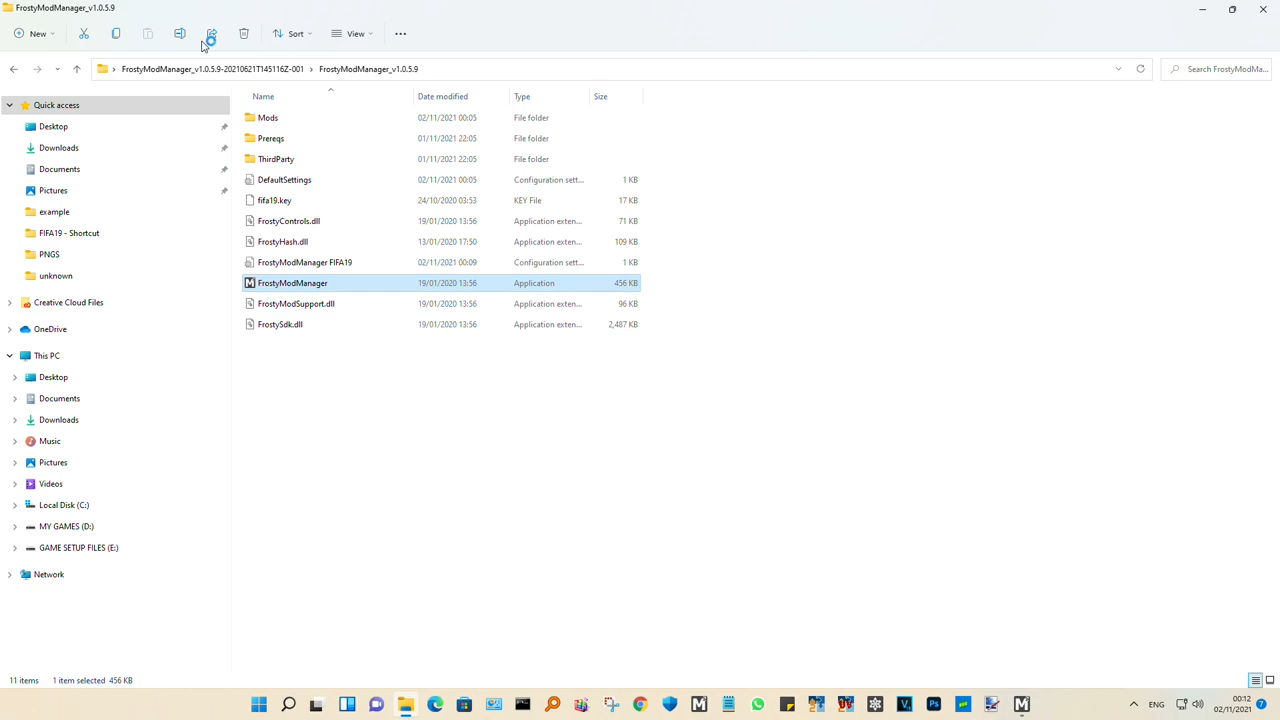 FrostyModManager_v1.0.5.9
New
Sort
View
FrostyModManager_v1.0.5.9-20210621T145116Z-001 FrostyModManager_v1.0.5.9
Search FrostyModMa...
Name Date modified Type Size
Quick access
Desktop
Downloads
Documents
Pictures
example
FIFA19 - Shortcut
PNGS
unknown
Creative Cloud Files
OneDrive
This PC
Desktop
Documents
Downloads
Music
Pictures
Videos
Local Disk (C:)
MY GAMES (D:)
GAME SETUP FILES (E:)
Network
Mods 02/11/2021 00:05 File folder
Prereqs 01/11/2021 22:05 File folder
ThirdParty 01/11/2021 22:05 File folder
DefaultSettings 02/11/2021 00:05 Configuration sett... 1 KB
fifa19.key 24/10/2020 03:53 KEY File 17 KB
FrostyControls.dll 19/01/2020 13:56 Application exten... 71 KB
FrostyHash.dll 13/01/2020 17:50 Application exten... 109 KB
FrostyModManager FIFA19 02/11/2021 00:09 Configuration sett... 1 KB
FrostyModManager 19/01/2020 13:56 Application 456 KB
FrostyModSupport.dll 19/01/2020 13:56 Application exten... 96 KB
FrostySdk.dll 19/01/2020 13:56 Application exten... 2,487 KB
11 items 1 item selected 456 KB
ENG
00:12
02/11/2021